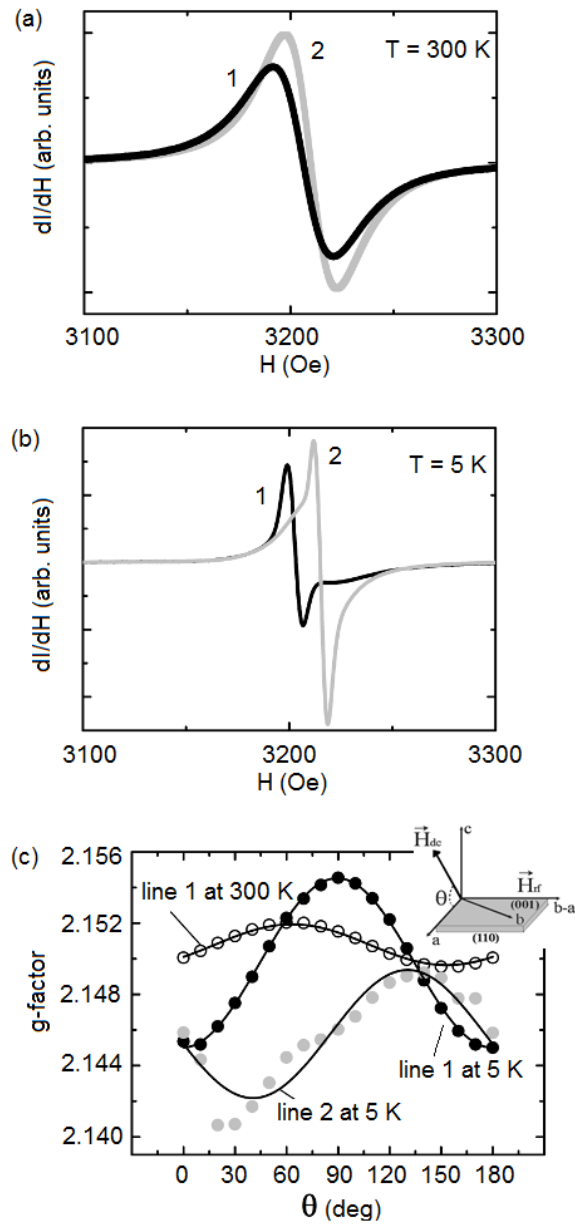 (a)
1
2
T = 300 K
dI/dH (arb. units)
3100
3200
3300
H (Oe)
(b)
1
2
T = 5 K
dI/dH (arb. units)
3100
3200
3300
H (Oe)
(c)
2.156
2.152
2.148
2.144
2.140
g-factor
line 1 at 300 K
line 1 at 5 K
line 2 at 5 K
c
H dc
θ
H rf
(001)
b-a
b
a
(110)
0
30
60
90
120
150
180
θ (deg)